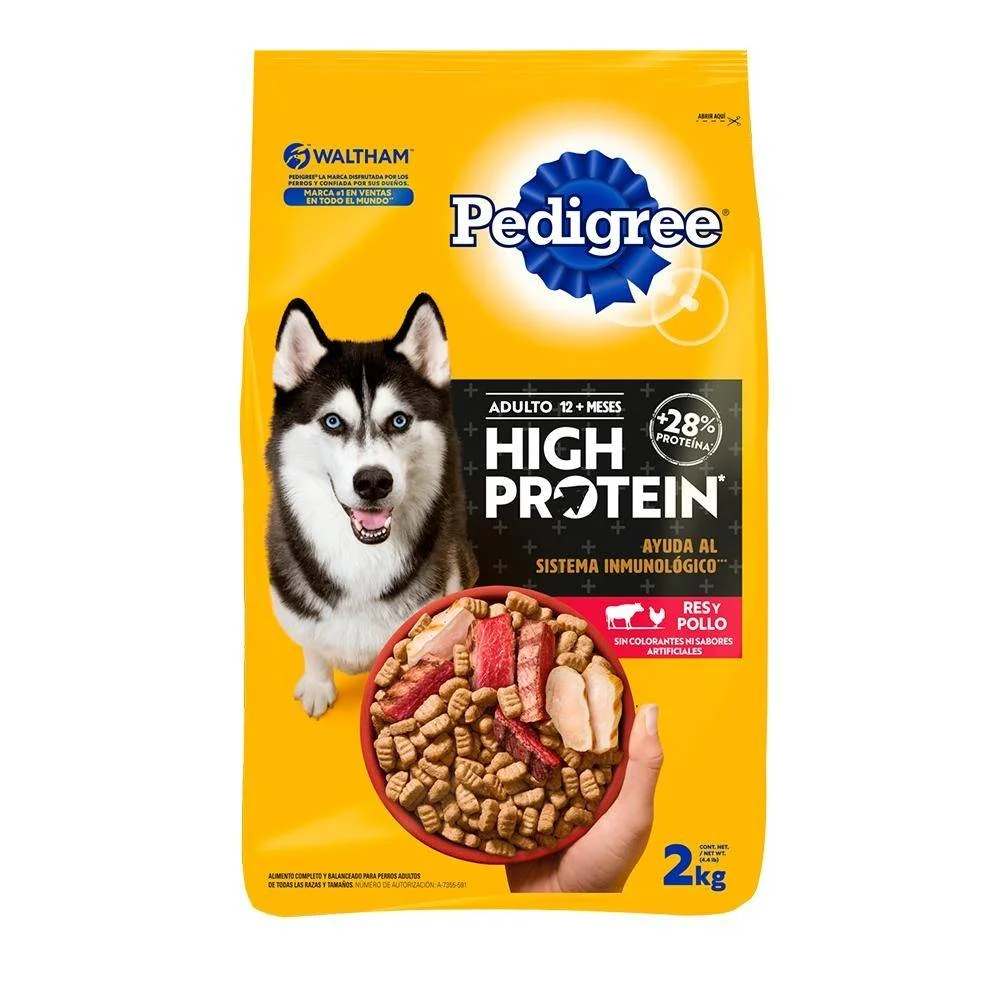 ABRIR AQUÍ
WALTHAM™
PEDIGREE® LA MARCA DISFRUTADA POR LOS
PERROS Y CONFIADA POR SUS DUEÑOS.
MARCA #1 EN VENTAS
EN TODO EL MUNDO**
Pedigree®
ADULTO 12 + MESES
+28%
PROTEÍNA*
HIGH
PROTEIN*
AYUDA AL
SISTEMA INMUNOLÓGICO***
RES Y
POLLO
SIN COLORANTES NI SABORES
ARTIFICIALES
CONT. NET.
/ NET WT.
(4.4 lb)
2kg
ALIMENTO COMPLETO Y BALANCEADO PARA PERROS ADULTOS
DE TODAS LAS RAZAS Y TAMAÑOS. NÚMERO DE AUTORIZACIÓN: A-7355-591